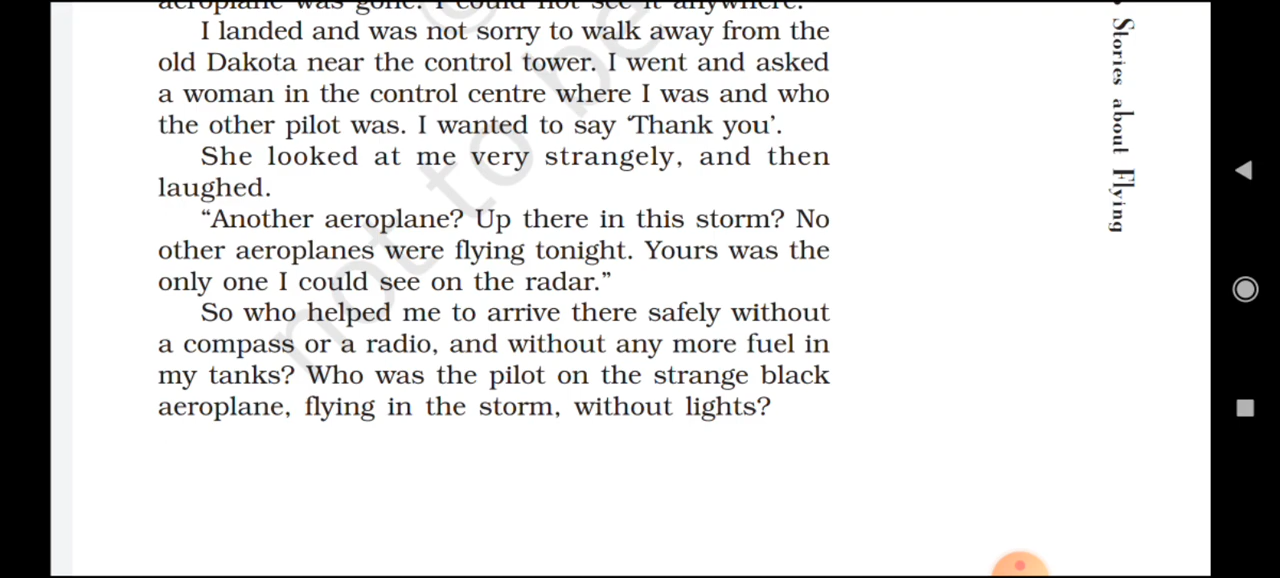 aeroplane was gone. I could not see it anywhere.
I landed and was not sorry to walk away from the
old Dakota near the control tower. I went and asked
a woman in the control centre where I was and who
the other pilot was. I wanted to say ‘Thank you’.
She looked at me very strangely, and then
laughed.
“Another aeroplane? Up there in this storm? No
other aeroplanes were flying tonight. Yours was the
only one I could see on the radar.”
So who helped me to arrive there safely without
a compass or a radio, and without any more fuel in
my tanks? Who was the pilot on the strange black
aeroplane, flying in the storm, without lights?
Stories about Flying
not to be